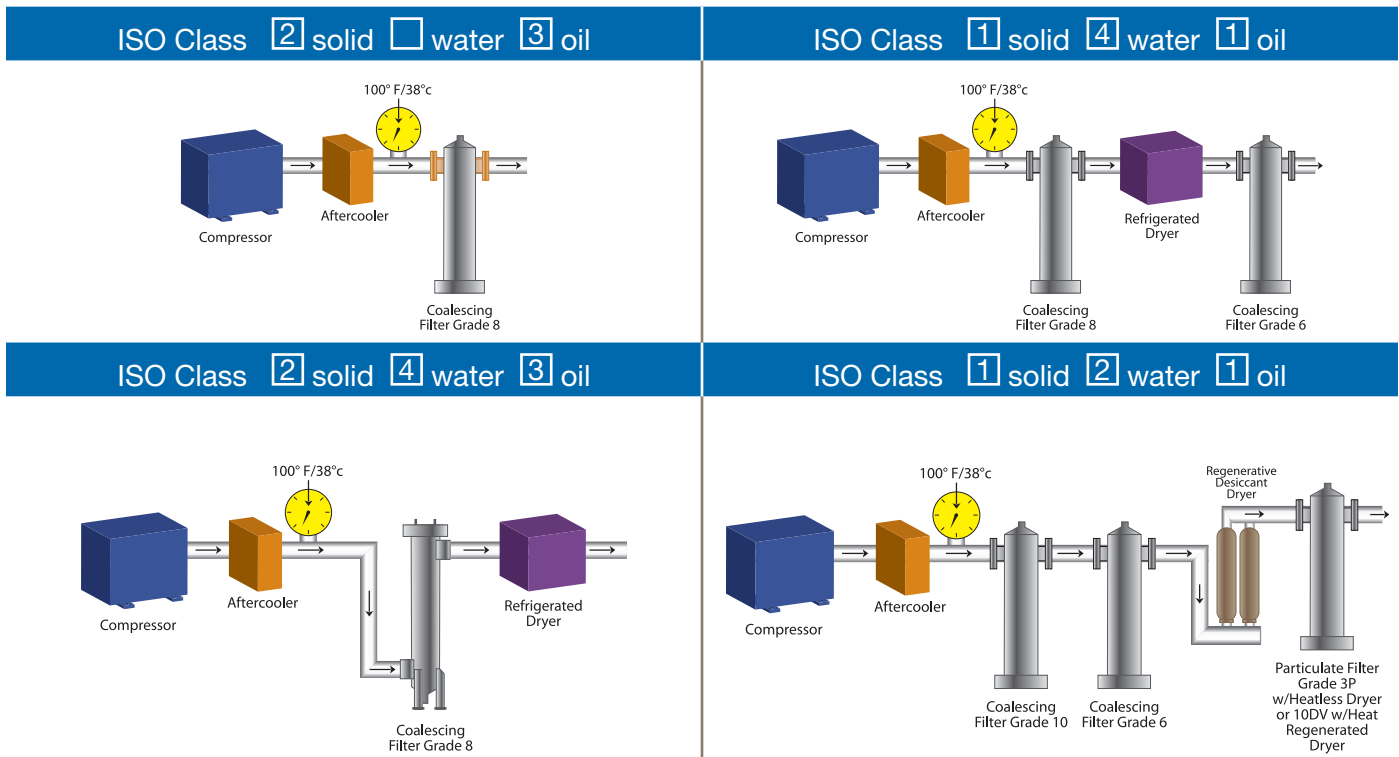 ISO Class 2 solid water 3 oil
100° F/38°c
Compressor
Aftercooler
Coalescing
Filter Grade 8
ISO Class 1 solid 4 water 1 oil
100° F/38°c
Compressor
Aftercooler
Coalescing
Filter Grade 8
Refrigerated
Dryer
Coalescing
Filter Grade 6
ISO Class 2 solid 4 water 3 oil
100° F/38°c
Compressor
Aftercooler
Coalescing
Filter Grade 8
Refrigerated
Dryer
ISO Class 1 solid 2 water 1 oil
100° F/38°c
Compressor
Aftercooler
Coalescing
Filter Grade 10
Coalescing
Filter Grade 6
Regenerative
Desiccant
Dryer
Particulate Filter
Grade 3P
w/Heatless Dryer
or 10DV w/Heat
Regenerated
Dryer